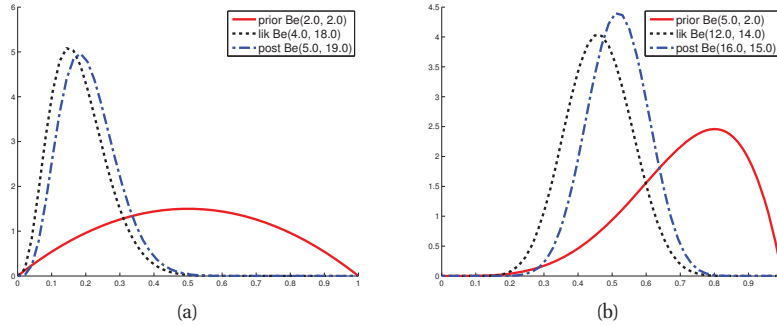 6
5
4
3
2
1
0
0 0.1 0.2 0.3 0.4 0.5 0.6 0.7 0.8 0.9 1
prior Be(2.0, 2.0)
lik Be(4.0, 18.0)
post Be(5.0, 19.0)
(a)
4.5
4
3.5
3
2.5
2
1.5
1
0.5
0
0 0.1 0.2 0.3 0.4 0.5 0.6 0.7 0.8 0.9
prior Be(5.0, 2.0)
lik Be(12.0, 14.0)
post Be(16.0, 15.0)
(b)